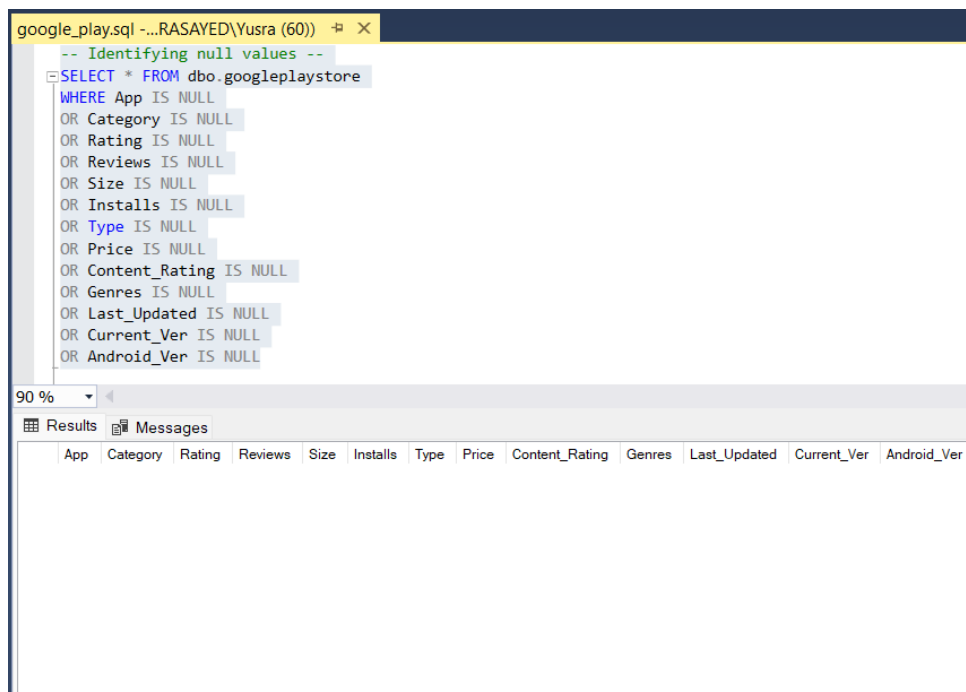 google_play.sql -...RASAYED\Yusra (60))
-- Identifying null values --
SELECT * FROM dbo.googleplaystore
WHERE App IS NULL
OR Category IS NULL
OR Rating IS NULL
OR Reviews IS NULL
OR Size IS NULL
OR Installs IS NULL
OR Type IS NULL
OR Price IS NULL
OR Content_Rating IS NULL
OR Genres IS NULL
OR Last_Updated IS NULL
OR Current_Ver IS NULL
OR Android_Ver IS NULL
90 %
Results Messages
App Category Rating Reviews Size Installs Type Price Content_Rating Genres Last_Updated Current_Ver Android_Ver